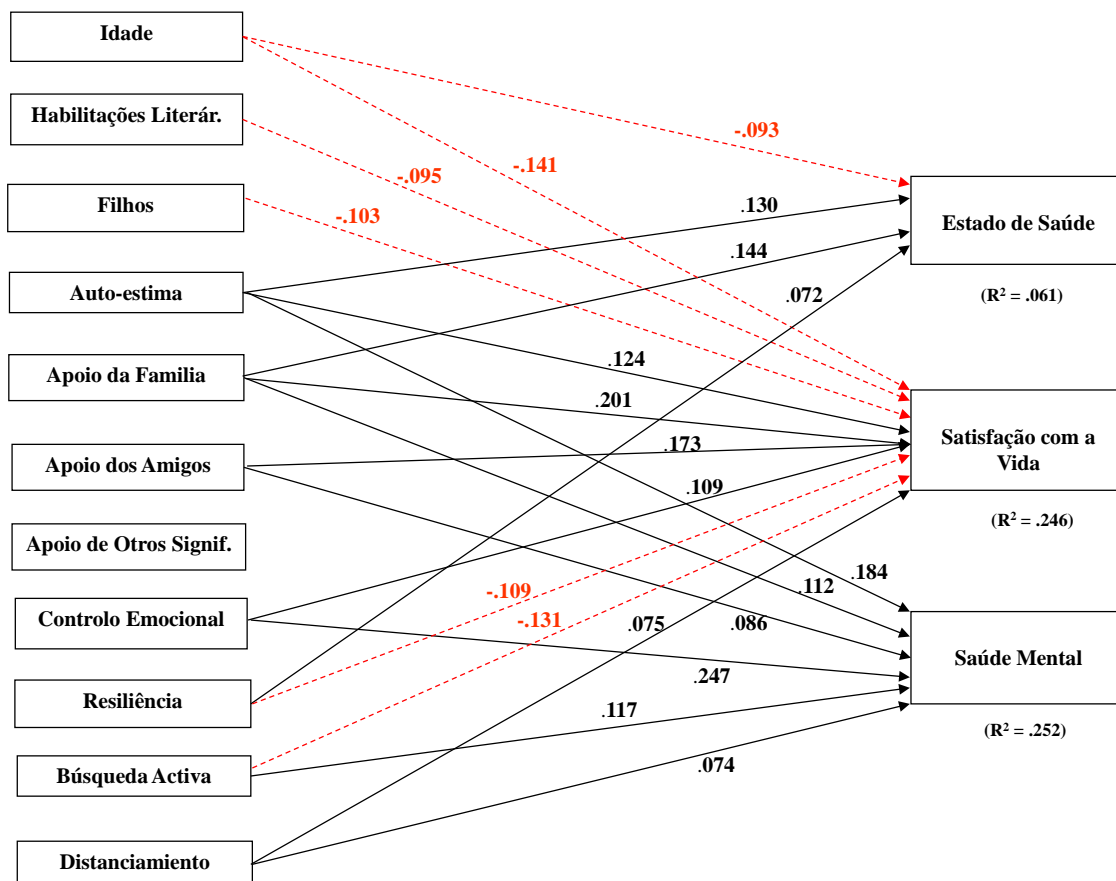 Idade
Habilitações Literár.
Filhos
Auto-estima
Apoio da Familia
Apoio dos Amigos
Apoio de Otros Signif.
Controlo Emocional
Resiliência
Búsqueda Activa
Distanciamiento
-.093
-.141
-.095
-.103
.130
.144
.072
.124
.201
.173
.109
-.109
-.131
.184
.112
.086
.075
.247
.117
.074
Estado de Saúde
(R² = .061)
Satisfação com a
Vida
(R² = .246)
Saúde Mental
(R² = .252)